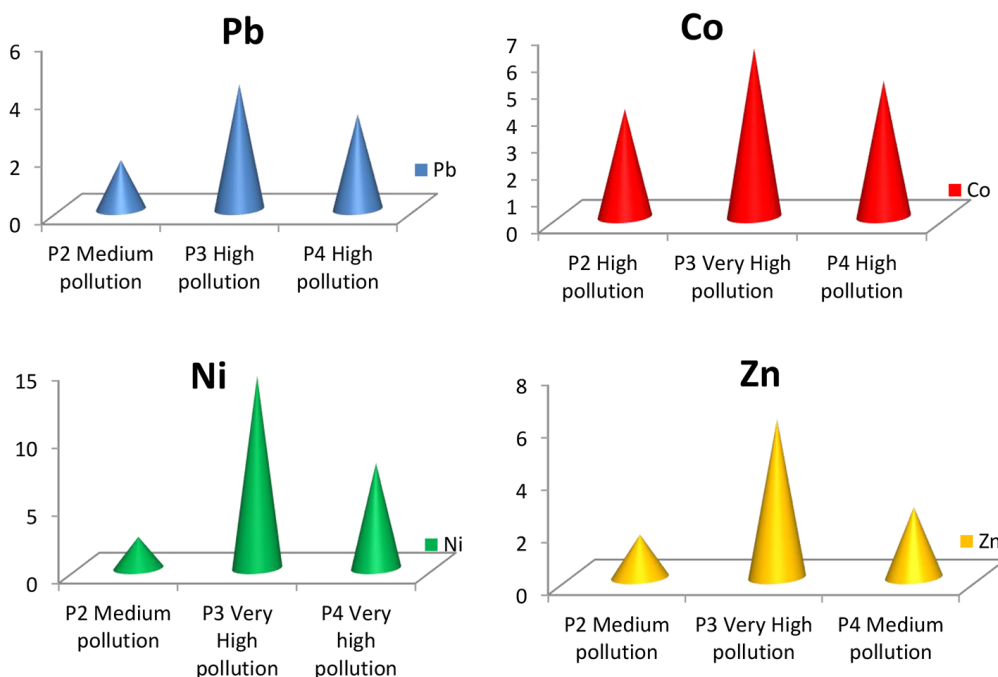 Pb
6
4
2
0
Pb
P2 Medium
pollution
P3 High
pollution
P4 High
pollution
Co
7
6
5
4
3
2
1
0
Co
P2 High
pollution
P3 Very High
pollution
P4 High
pollution
Ni
15
10
5
0
Ni
P2 Medium
pollution
P3 Very
High
pollution
P4 Very
high
pollution
Zn
8
6
4
2
0
Zn
P2 Medium
pollution
P3 Very High
pollution
P4 Medium
pollution